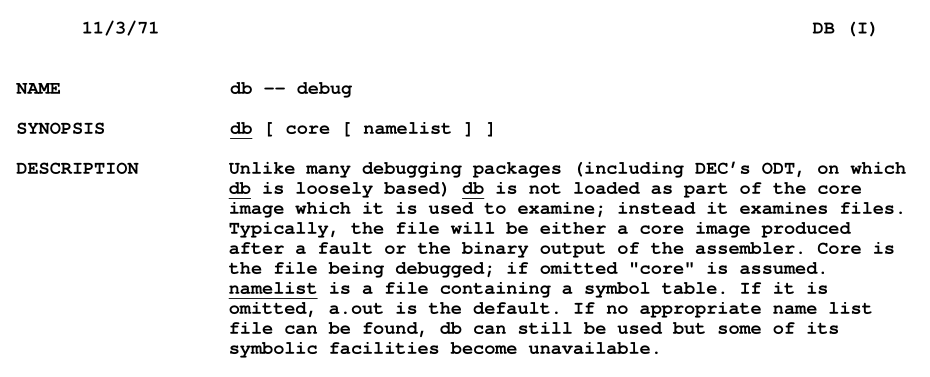 11/3/71 DB (I)
NAME db -- debug
SYNOPSIS db [ core [ namelist ] ]
DESCRIPTION Unlike many debugging packages (including DEC's ODT, on which
db is loosely based) db is not loaded as part of the core
image which it is used to examine; instead it examines files.
Typically, the file will be either a core image produced
after a fault or the binary output of the assembler. Core is
the file being debugged; if omitted "core" is assumed.
namelist is a file containing a symbol table. If it is
omitted, a.out is the default. If no appropriate name list
file can be found, db can still be used but some of its
symbolic facilities become unavailable.